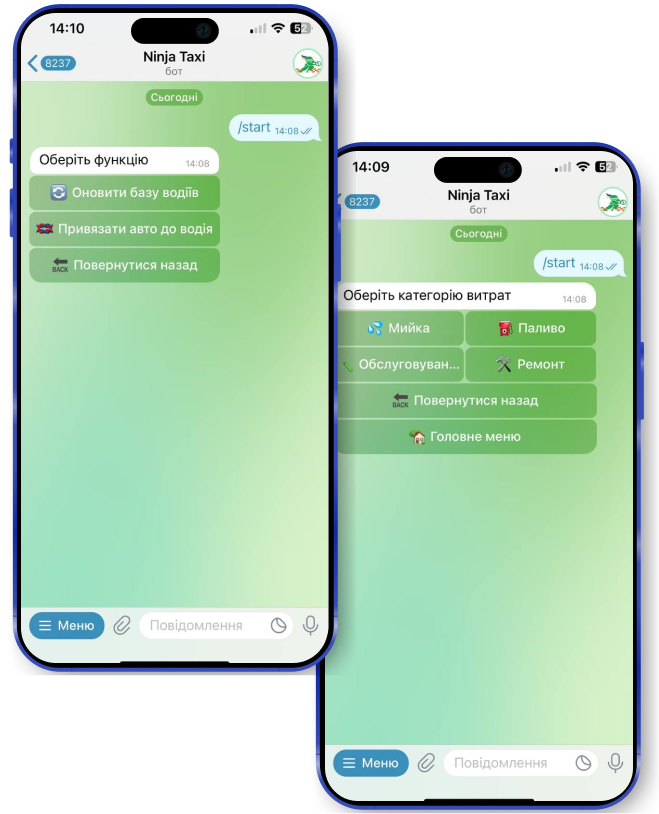 14:10
52
8237
Ninja Taxi
бот
Сьогодні
/start 14:08
Оберіть функцію 14:08
Оновити базу водіїв
Привязати авто до водія
BACK Повернутися назад
Меню
Повідомлення
14:09
52
8237
Ninja Taxi
бот
Сьогодні
/start 14:08
Оберіть категорію витрат 14:08
Мийка
Паливо
Обслуговуван...
Ремонт
BACK Повернутися назад
Головне меню
Меню
Повідомлення